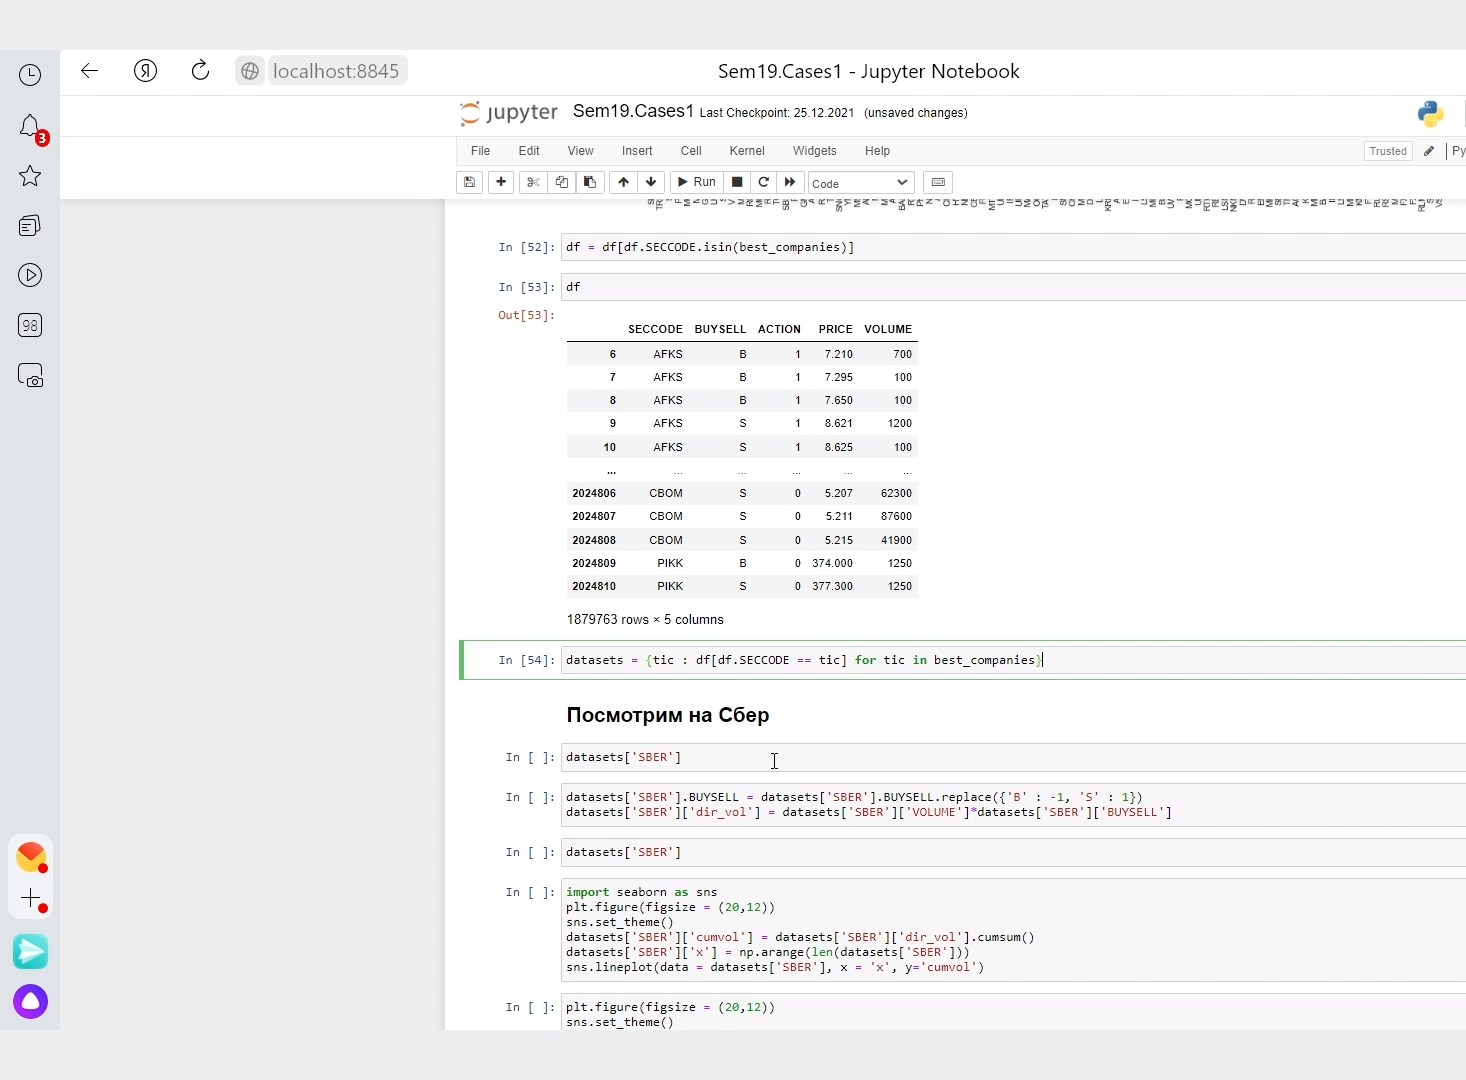 localhost:8845
Sem19.Cases1 - Jupyter Notebook
3
98
jupyter Sem19.Cases1 Last Checkpoint: 25.12.2021 (unsaved changes)
File Edit View Insert Cell Kernel Widgets Help Trusted Py
Run Code
In [52]: df = df[df.SECCODE.isin(best_companies)]
In [53]: df
Out[53]:
SECCODE BUYSELL ACTION PRICE VOLUME
6 AFKS B 1 7.210 700
7 AFKS B 1 7.295 100
8 AFKS B 1 7.650 100
9 AFKS S 1 8.621 1200
10 AFKS S 1 8.625 100
... ... ... ... ... ...
2024806 CBOM S 0 5.207 62300
2024807 CBOM S 0 5.211 87600
2024808 CBOM S 0 5.215 41900
2024809 PIKK B 0 374.000 1250
2024810 PIKK S 0 377.300 1250
1879763 rows × 5 columns
In [54]: datasets = {tic : df[df.SECCODE == tic] for tic in best_companies}
Посмотрим на Сбер
In [ ]: datasets['SBER']
In [ ]: datasets['SBER'].BUYSELL = datasets['SBER'].BUYSELL.replace({'B' : -1, 'S' : 1})
datasets['SBER']['dir_vol'] = datasets['SBER']['VOLUME']*datasets['SBER']['BUYSELL']
In [ ]: datasets['SBER']
In [ ]: import seaborn as sns
plt.figure(figsize = (20,12))
sns.set_theme()
datasets['SBER']['cumvol'] = datasets['SBER']['dir_vol'].cumsum()
datasets['SBER']['x'] = np.arange(len(datasets['SBER']))
sns.lineplot(data = datasets['SBER'], x = 'x', y='cumvol')
In [ ]: plt.figure(figsize = (20,12))
sns.set_theme()